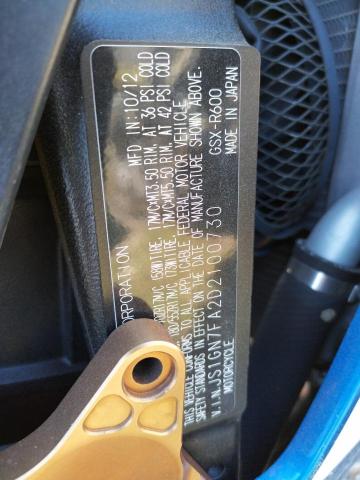 CORPORATION
MFD IN:10/12
58W)TIRE. 17M/CxMT3.50 RIM. AT 36 PSI COLD
180/55ZR17M/C (73W)TIRE. 17M/CxMT5.50 RIM. AT 42 PSI COLD
THIS VEHICLE CONFORMS TO ALL APPLICABLE FEDERAL MOTOR VEHICLE
SAFETY STANDARDS IN EFFECT ON THE DATE OF MANUFACTURE SHOWN ABOVE.
V.I.N.JS1GN7FA2D2100730 GSX-R600
MOTORCYCLE MADE IN JAPAN